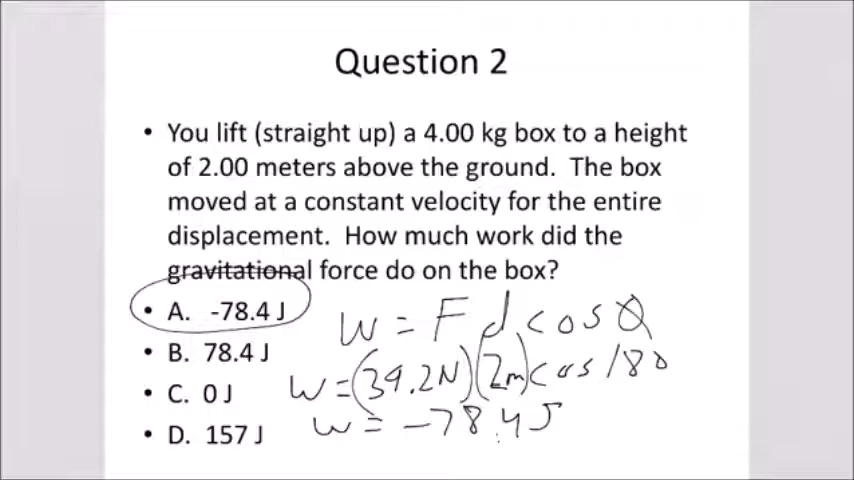 Question 2
• You lift (straight up) a 4.00 kg box to a height
of 2.00 meters above the ground. The box
moved at a constant velocity for the entire
displacement. How much work did the
gravitational force do on the box?
• A. -78.4 J
W = F d cos θ
• B. 78.4 J
W = (39.2N)(2m) cos 180
• C. 0 J
W = -78.4 J
• D. 157 J